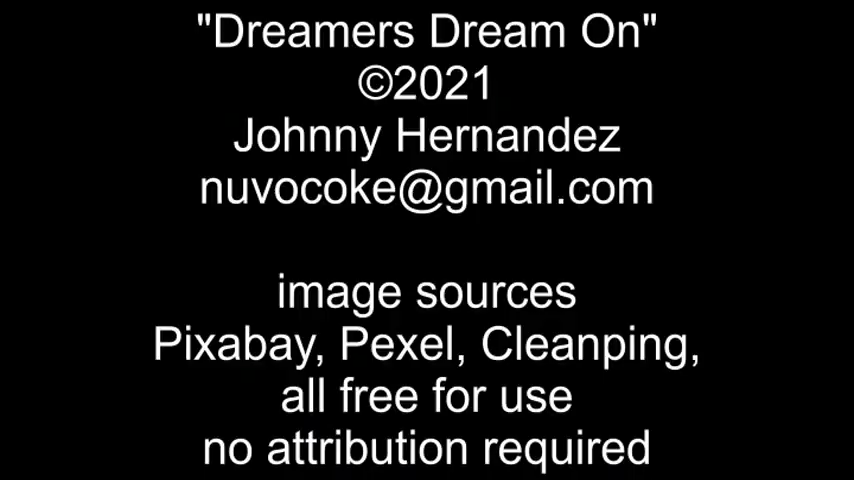 "Dreamers Dream On"
©2021
Johnny Hernandez
nuvocoke@gmail.com
image sources
Pixabay, Pexel, Cleanping,
all free for use
no attribution required